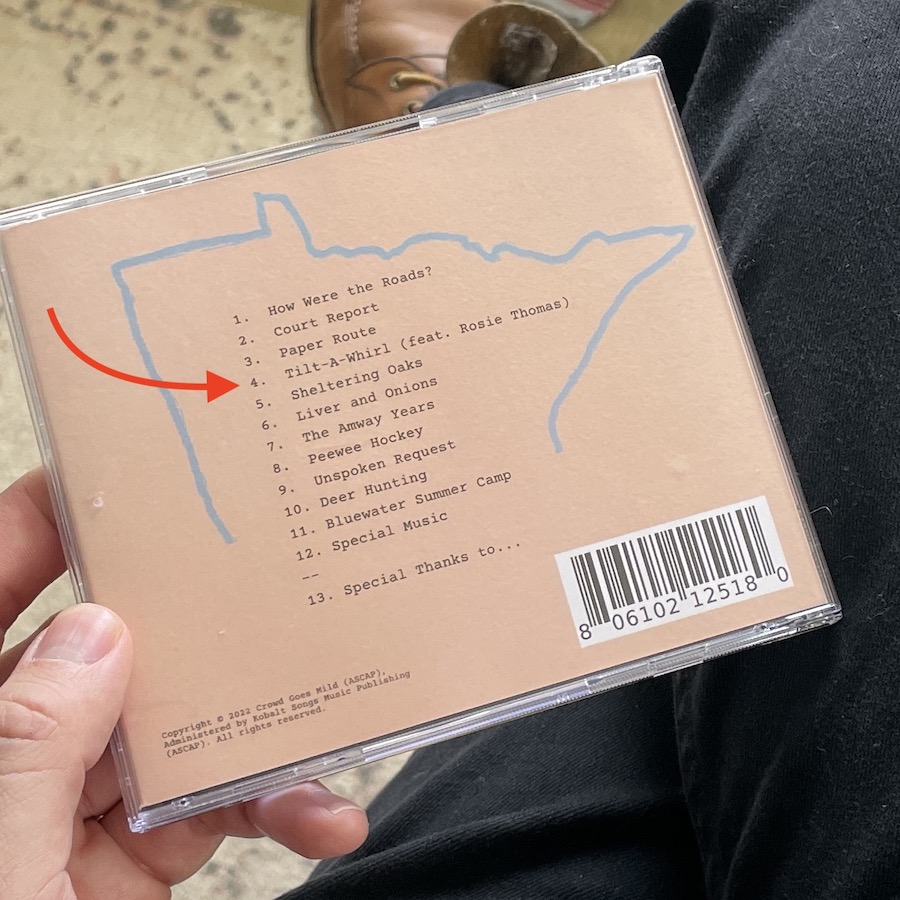 1. How Were the Roads?
2. Court Report
3. Paper Route
4. Tilt-A-Whirl (feat. Rosie Thomas)
5. Sheltering Oaks
6. Liver and Onions
7. The Amway Years
8. Peewee Hockey
9. Unspoken Request
10. Deer Hunting
11. Bluewater Summer Camp
12. Special Music
--
13. Special Thanks to...
8 06102 12518 0
Copyright © 2022 Crowd Goes Mild (ASCAP),
Administered by Kobalt Songs Music Publishing
(ASCAP). All rights reserved.